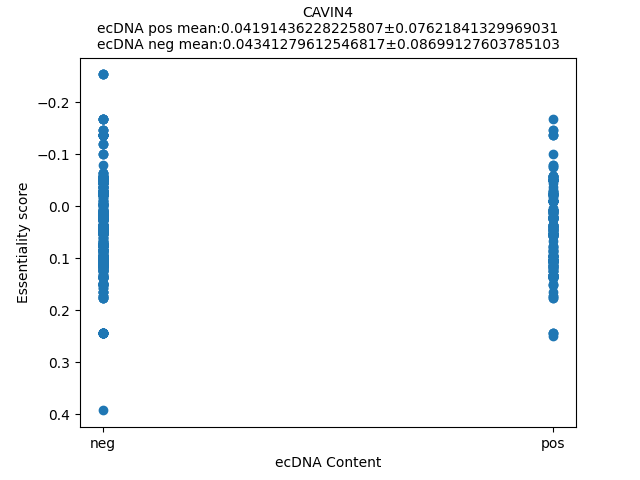 CAVIN4
ecDNA pos mean:0.04191436228225807±0.07621841329969031
ecDNA neg mean:0.04341279612546817±0.08699127603785103
−0.2
−0.1
0.0
0.1
0.2
0.3
0.4
Essentiality score
neg
pos
ecDNA Content